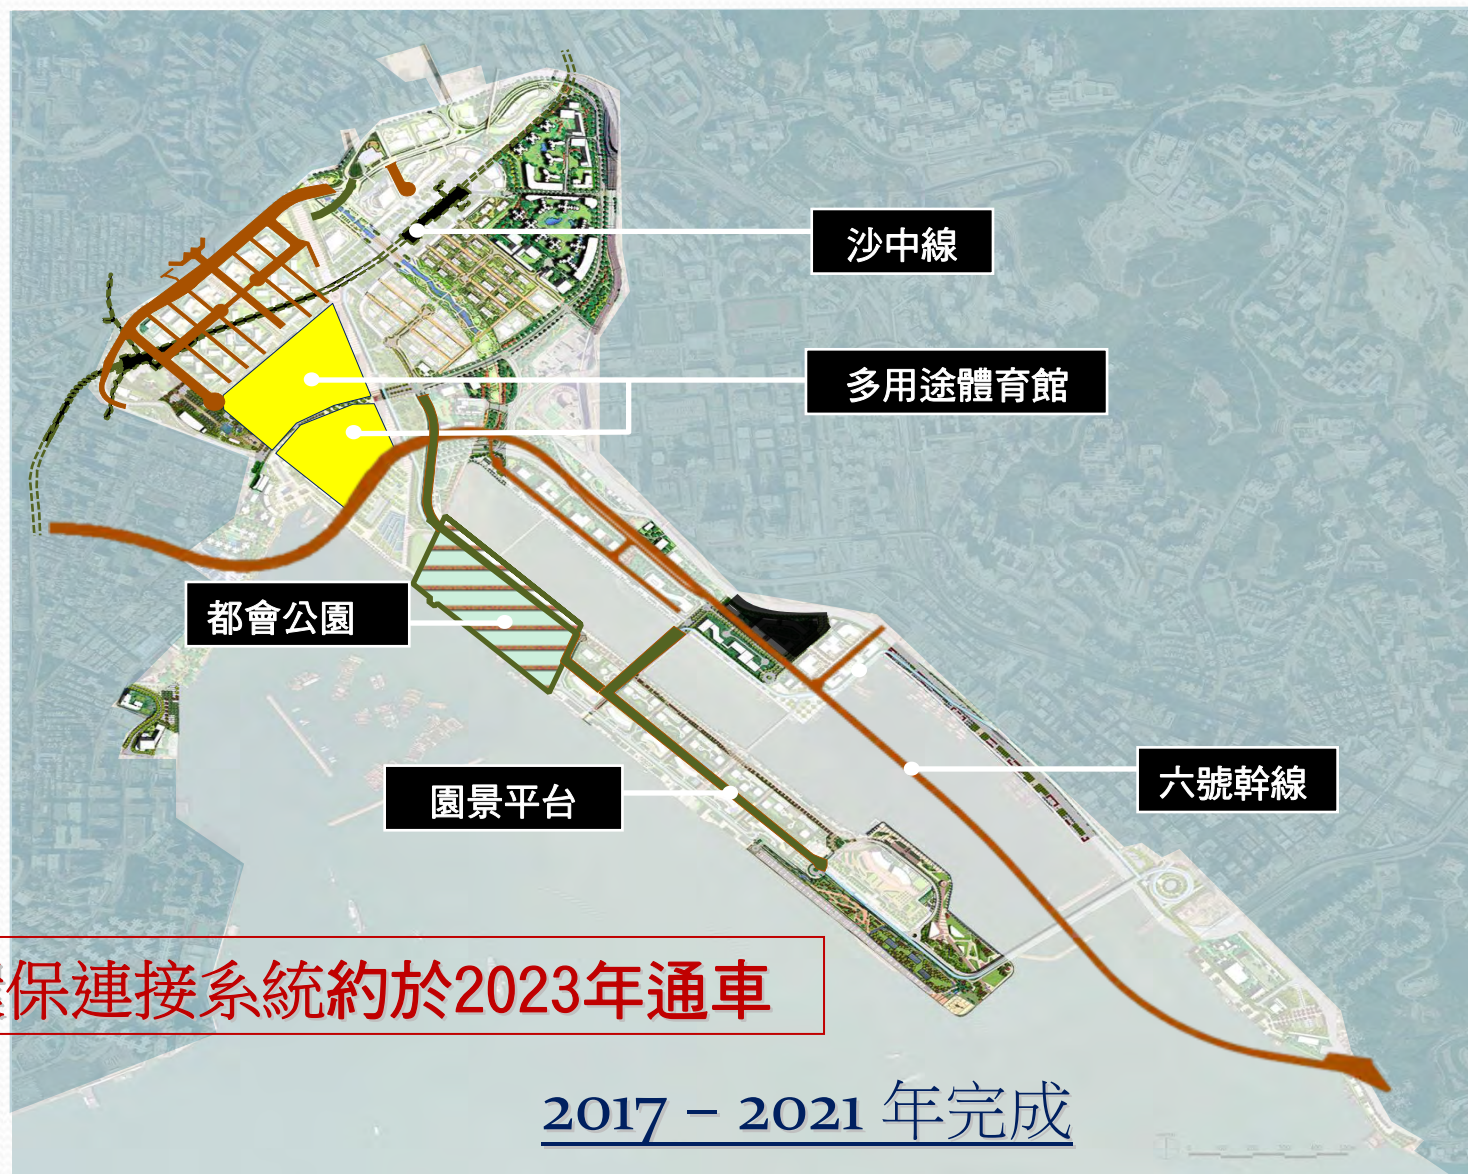 沙中線
多用途體育館
都會公園
園景平台
六號幹線
保連接系統約於2023年通車
2017 – 2021 年完成